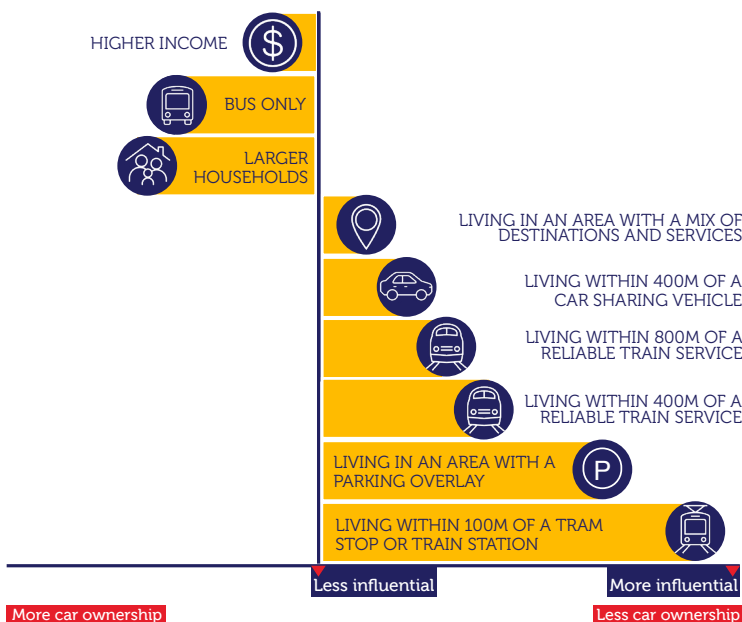 HIGHER INCOME
$
BUS ONLY
LARGER
HOUSEHOLDS
LIVING IN AN AREA WITH A MIX OF
DESTINATIONS AND SERVICES
LIVING WITHIN 400M OF A
CAR SHARING VEHICLE
LIVING WITHIN 800M OF A
RELIABLE TRAIN SERVICE
LIVING WITHIN 400M OF A
RELIABLE TRAIN SERVICE
LIVING IN AN AREA WITH A
PARKING OVERLAY
P
LIVING WITHIN 100M OF A TRAM
STOP OR TRAIN STATION
Less influential
More influential
More car ownership
Less car ownership